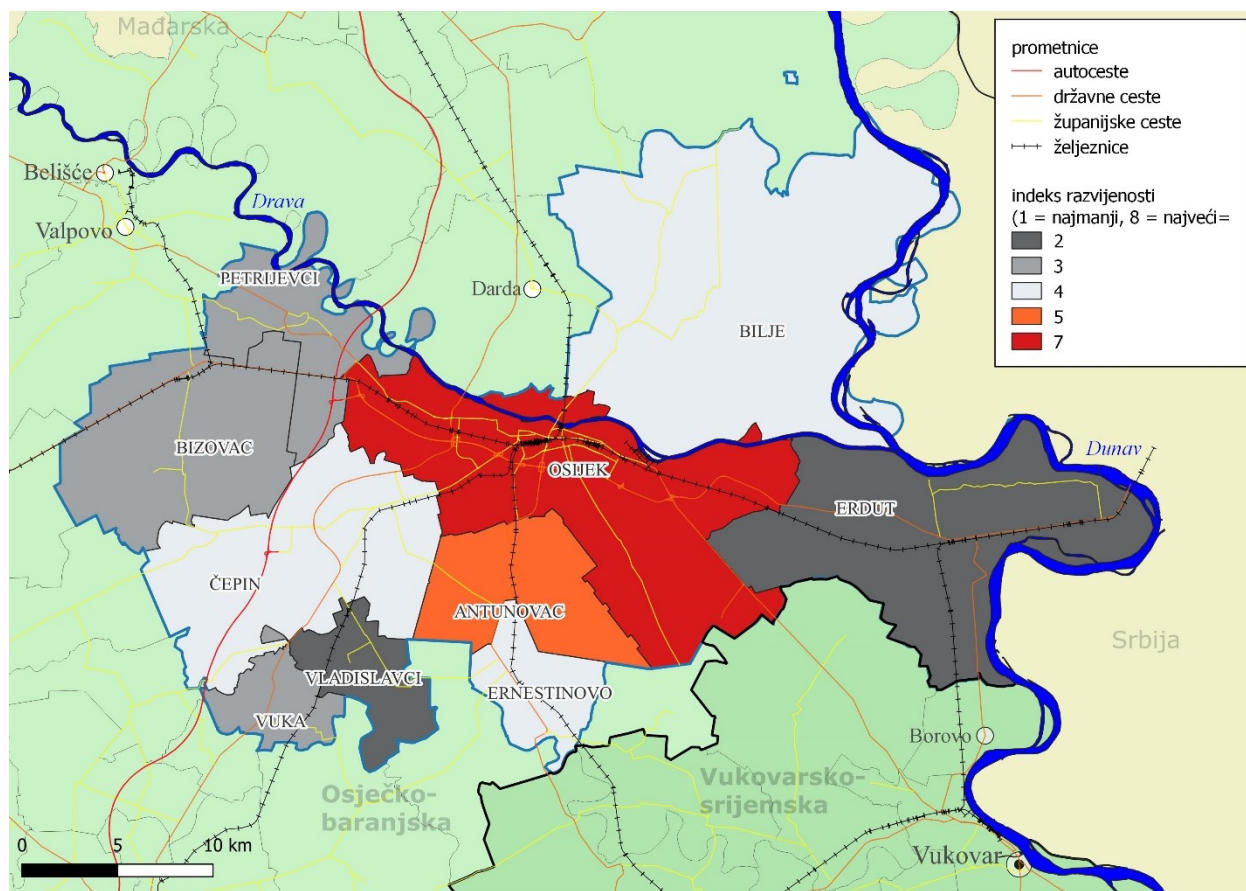 Mađarska
prometnice
autoceste
državne ceste
županijske ceste
željeznice
indeks razvijenosti
(1 = najmanji, 8 = najveći=
2
3
4
5
7
Belišće
Valpovo
Drava
PETRIJEVCI
Darda
BILJE
BIZOVAC
OSIJEK
Dunav
ERDUT
ČEPIN
ANTUNOVAC
Srbija
VLADISLAVCI
ERNESTINOVO
VUKA
Borovo
Osječko-
baranjska
Vukovarsko-
srijemska
0
5
10 km
Vukovar